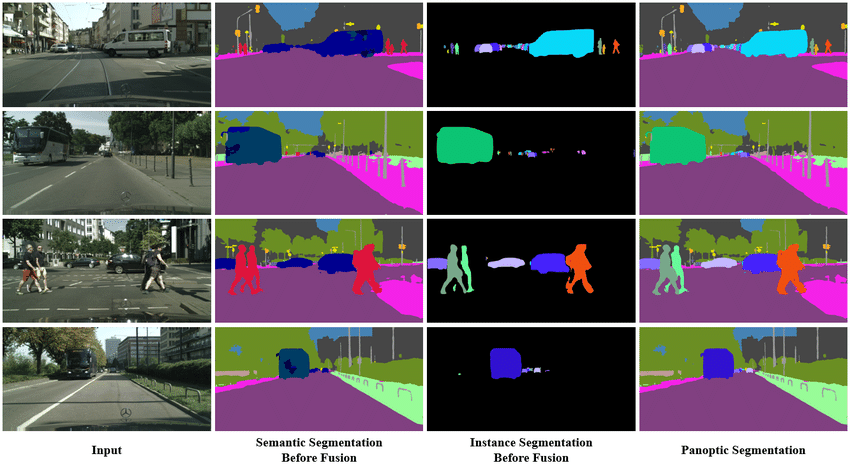 Input
Semantic Segmentation
Before Fusion
Instance Segmentation
Before Fusion
Panoptic Segmentation